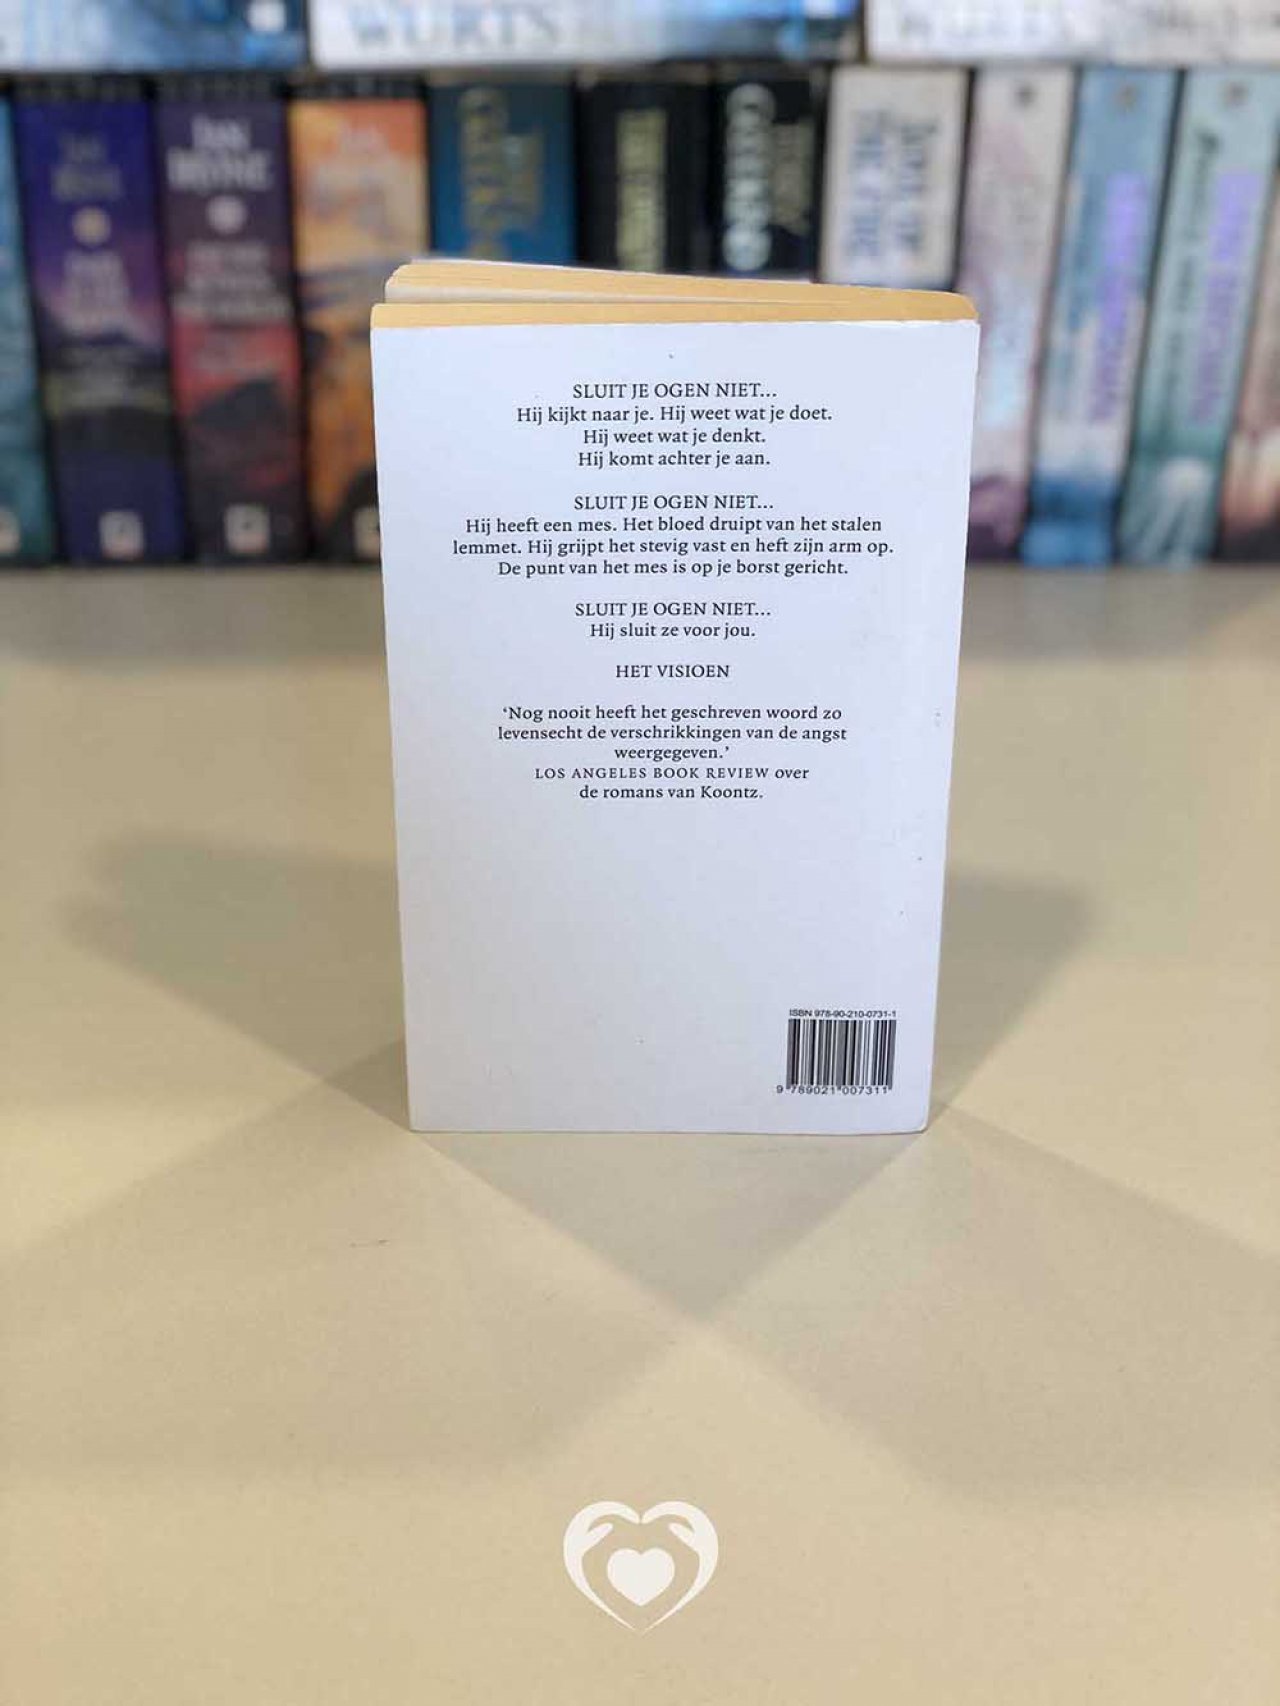 WURTS
SLUIT JE OGEN NIET...
Hij kijkt naar je. Hij weet wat je doet.
Hij weet wat je denkt.
Hij komt achter je aan.
SLUIT JE OGEN NIET...
Hij heeft een mes. Het bloed druipt van het stalen
lemmet. Hij grijpt het stevig vast en heft zijn arm op.
De punt van het mes is op je borst gericht.
SLUIT JE OGEN NIET...
Hij sluit ze voor jou.
HET VISIOEN
‘Nog nooit heeft het geschreven woord zo
levensecht de verschrikkingen van de angst
weergegeven.’
LOS ANGELES BOOK REVIEW over
de romans van Koontz.
ISBN 978-90-210-0731-1
9 789021 007311